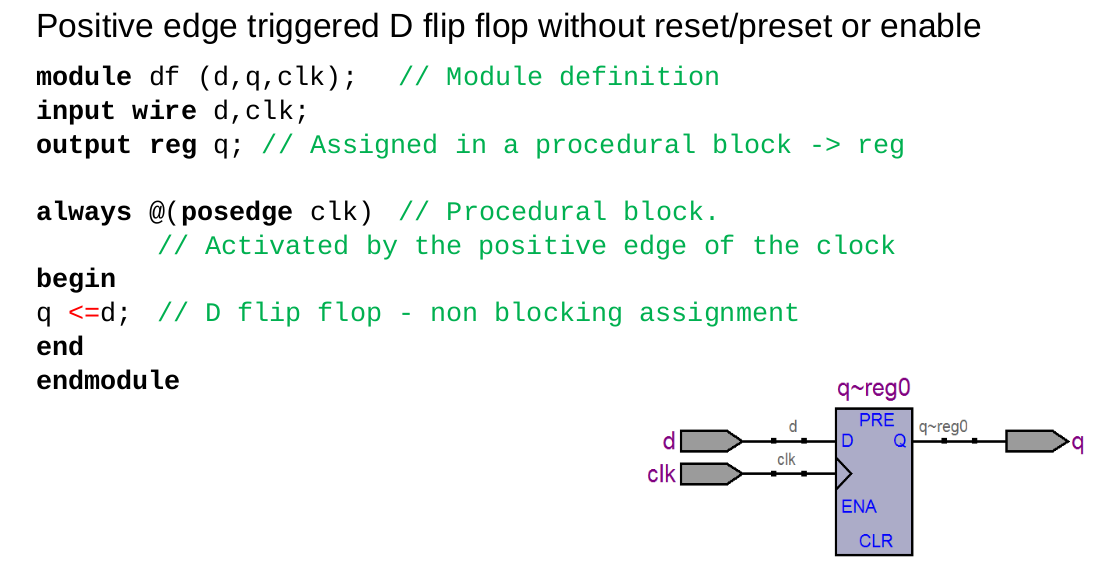 Positive edge triggered D flip flop without reset/preset or enable
module df (d,q,clk); // Module definition
input wire d,clk;
output reg q; // Assigned in a procedural block -> reg
always @(posedge clk) // Procedural block.
// Activated by the positive edge of the clock
begin
q <=d; // D flip flop - non blocking assignment
end
endmodule
q~reg0
d d D PRE Q q~reg0 q
clk clk
ENA
CLR